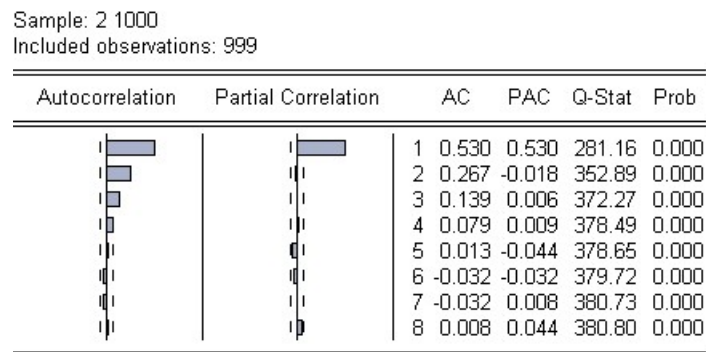 Sample: 2 1000
Included observations: 999
Autocorrelation Partial Correlation AC PAC Q-Stat Prob
1 0.530 0.530 281.16 0.000
2 0.267 -0.018 352.89 0.000
3 0.139 0.006 372.27 0.000
4 0.079 0.009 378.49 0.000
5 0.013 -0.044 378.65 0.000
6 -0.032 -0.032 379.72 0.000
7 -0.032 0.008 380.73 0.000
8 0.008 0.044 380.80 0.000